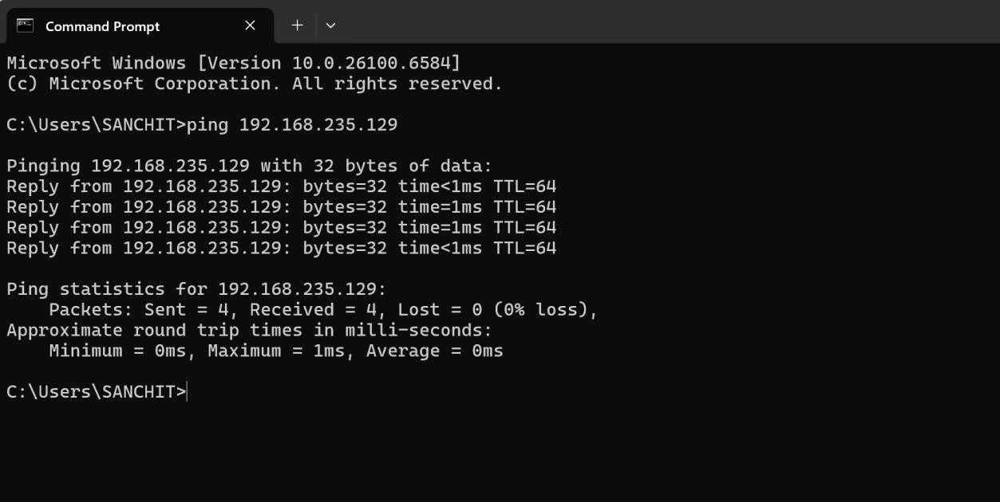 Command Prompt
Microsoft Windows [Version 10.0.26100.6584]
(c) Microsoft Corporation. All rights reserved.
C:\Users\SANCHIT>ping 192.168.235.129
Pinging 192.168.235.129 with 32 bytes of data:
Reply from 192.168.235.129: bytes=32 time<1ms TTL=64
Reply from 192.168.235.129: bytes=32 time=1ms TTL=64
Reply from 192.168.235.129: bytes=32 time=1ms TTL=64
Reply from 192.168.235.129: bytes=32 time<1ms TTL=64
Ping statistics for 192.168.235.129:
    Packets: Sent = 4, Received = 4, Lost = 0 (0% loss),
Approximate round trip times in milli-seconds:
    Minimum = 0ms, Maximum = 1ms, Average = 0ms
C:\Users\SANCHIT>